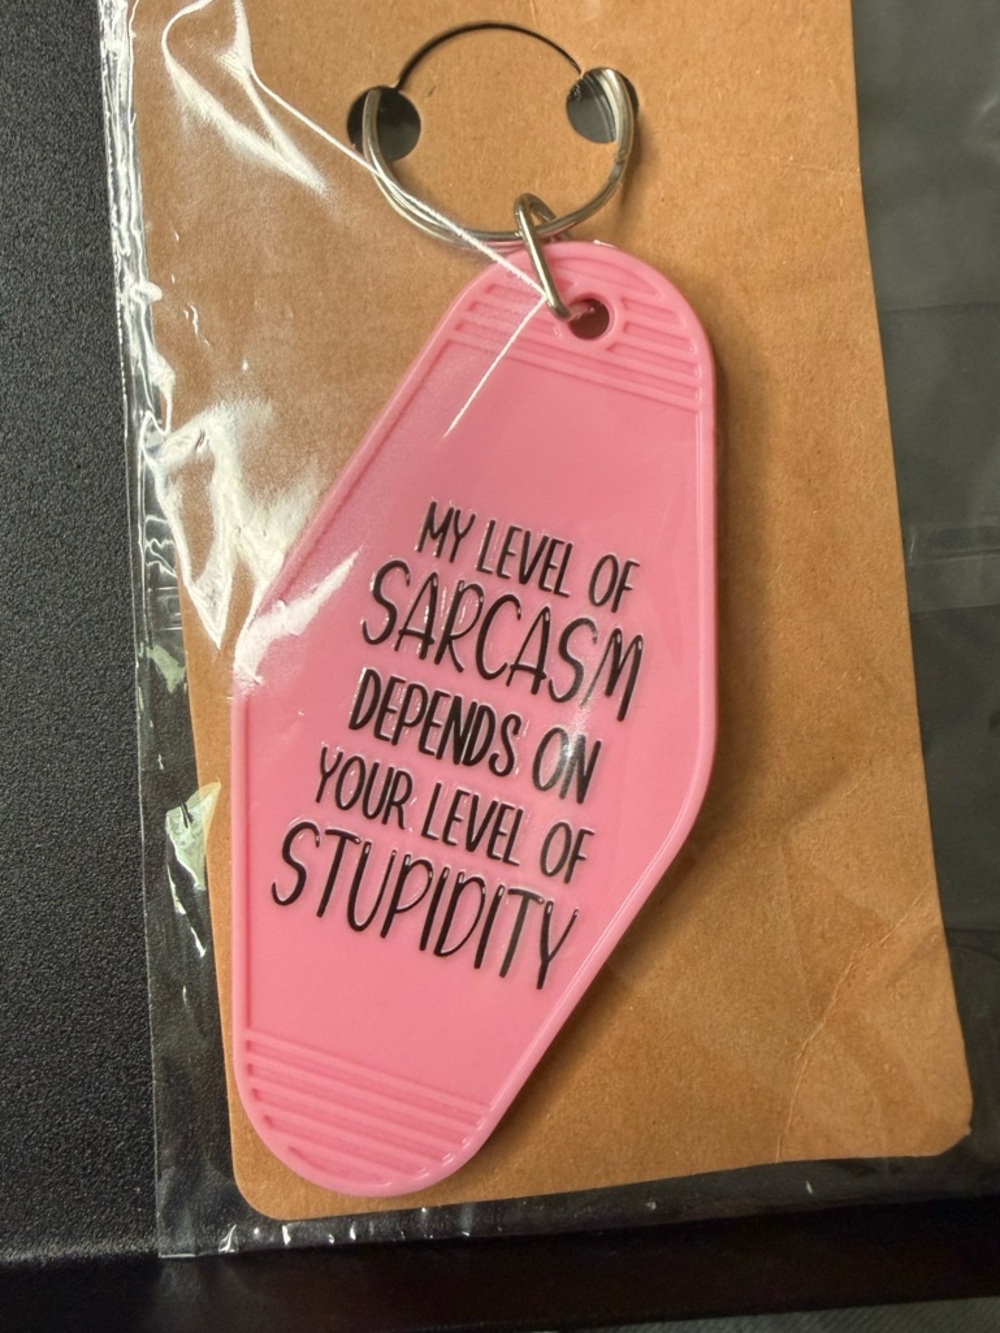 MY LEVEL OF
SARCASM
DEPENDS ON
YOUR LEVEL OF
STUPIDITY